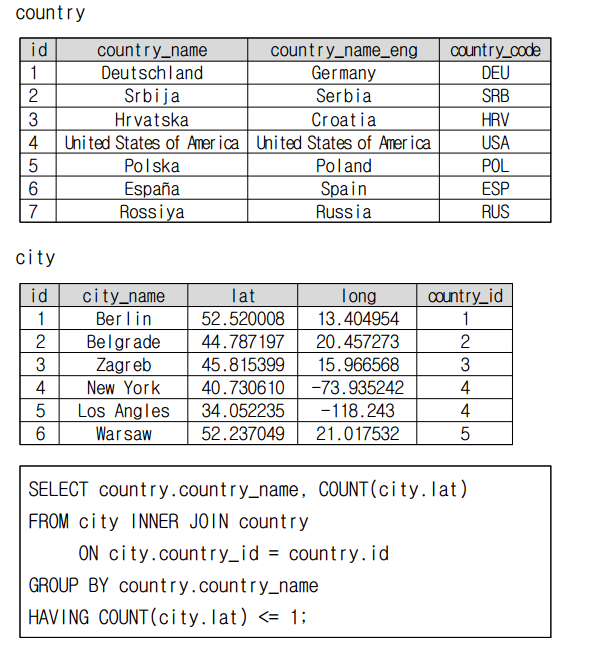 country
id country_name country_name_eng country_code
1 Deutschland Germany DEU
2 Srbija Serbia SRB
3 Hrvatska Croatia HRV
4 United States of America United States of America USA
5 Polska Poland POL
6 España Spain ESP
7 Rossiya Russia RUS
city
id city_name lat long country_id
1 Berlin 52.520008 13.404954 1
2 Belgrade 44.787197 20.457273 2
3 Zagreb 45.815399 15.966568 3
4 New York 40.730610 -73.935242 4
5 Los Angles 34.052235 -118.243 4
6 Warsaw 52.237049 21.017532 5
SELECT country.country_name, COUNT(city.lat)
FROM city INNER JOIN country
ON city.country_id = country.id
GROUP BY country.country_name
HAVING COUNT(city.lat) <= 1;